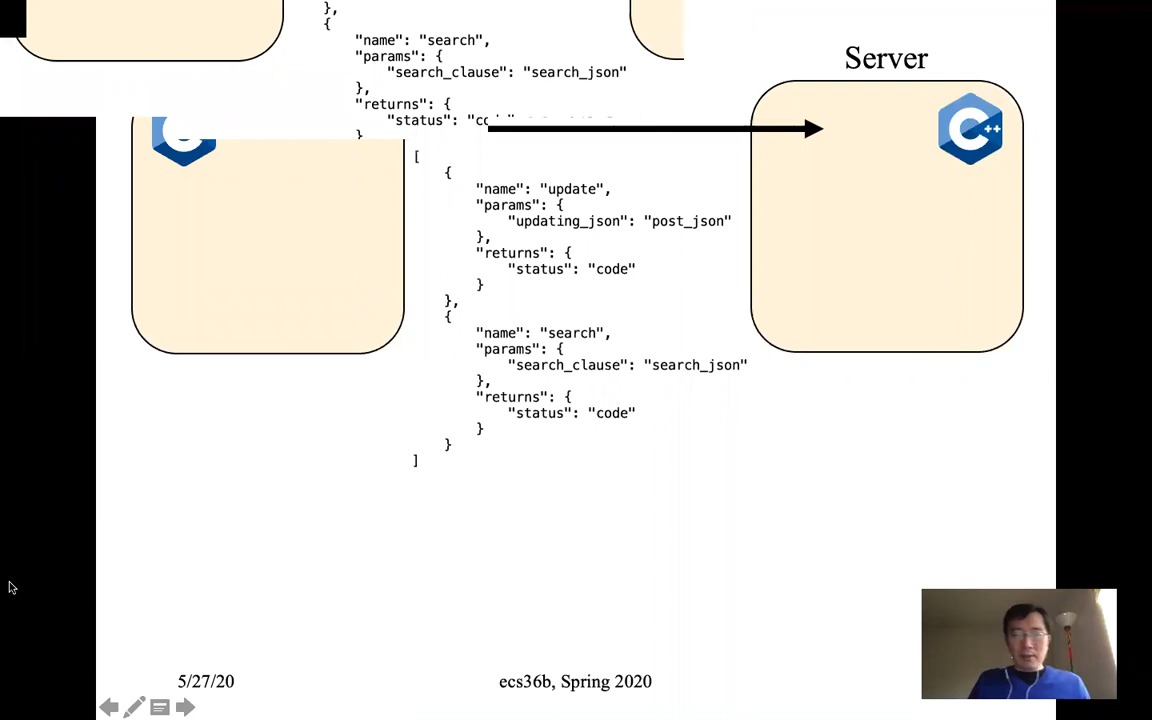 },
{
"name": "search",
"params": {
"search_clause": "search_json"
},
"returns": {
"status":
}
Server
C++
C
[
{
"name": "update",
"params": {
"updating_json": "post_json"
},
"returns": {
"status": "code"
}
},
{
"name": "search",
"params": {
"search_clause": "search_json"
},
"returns": {
"status": "code"
}
}
]
5/27/20
ecs36b, Spring 2020